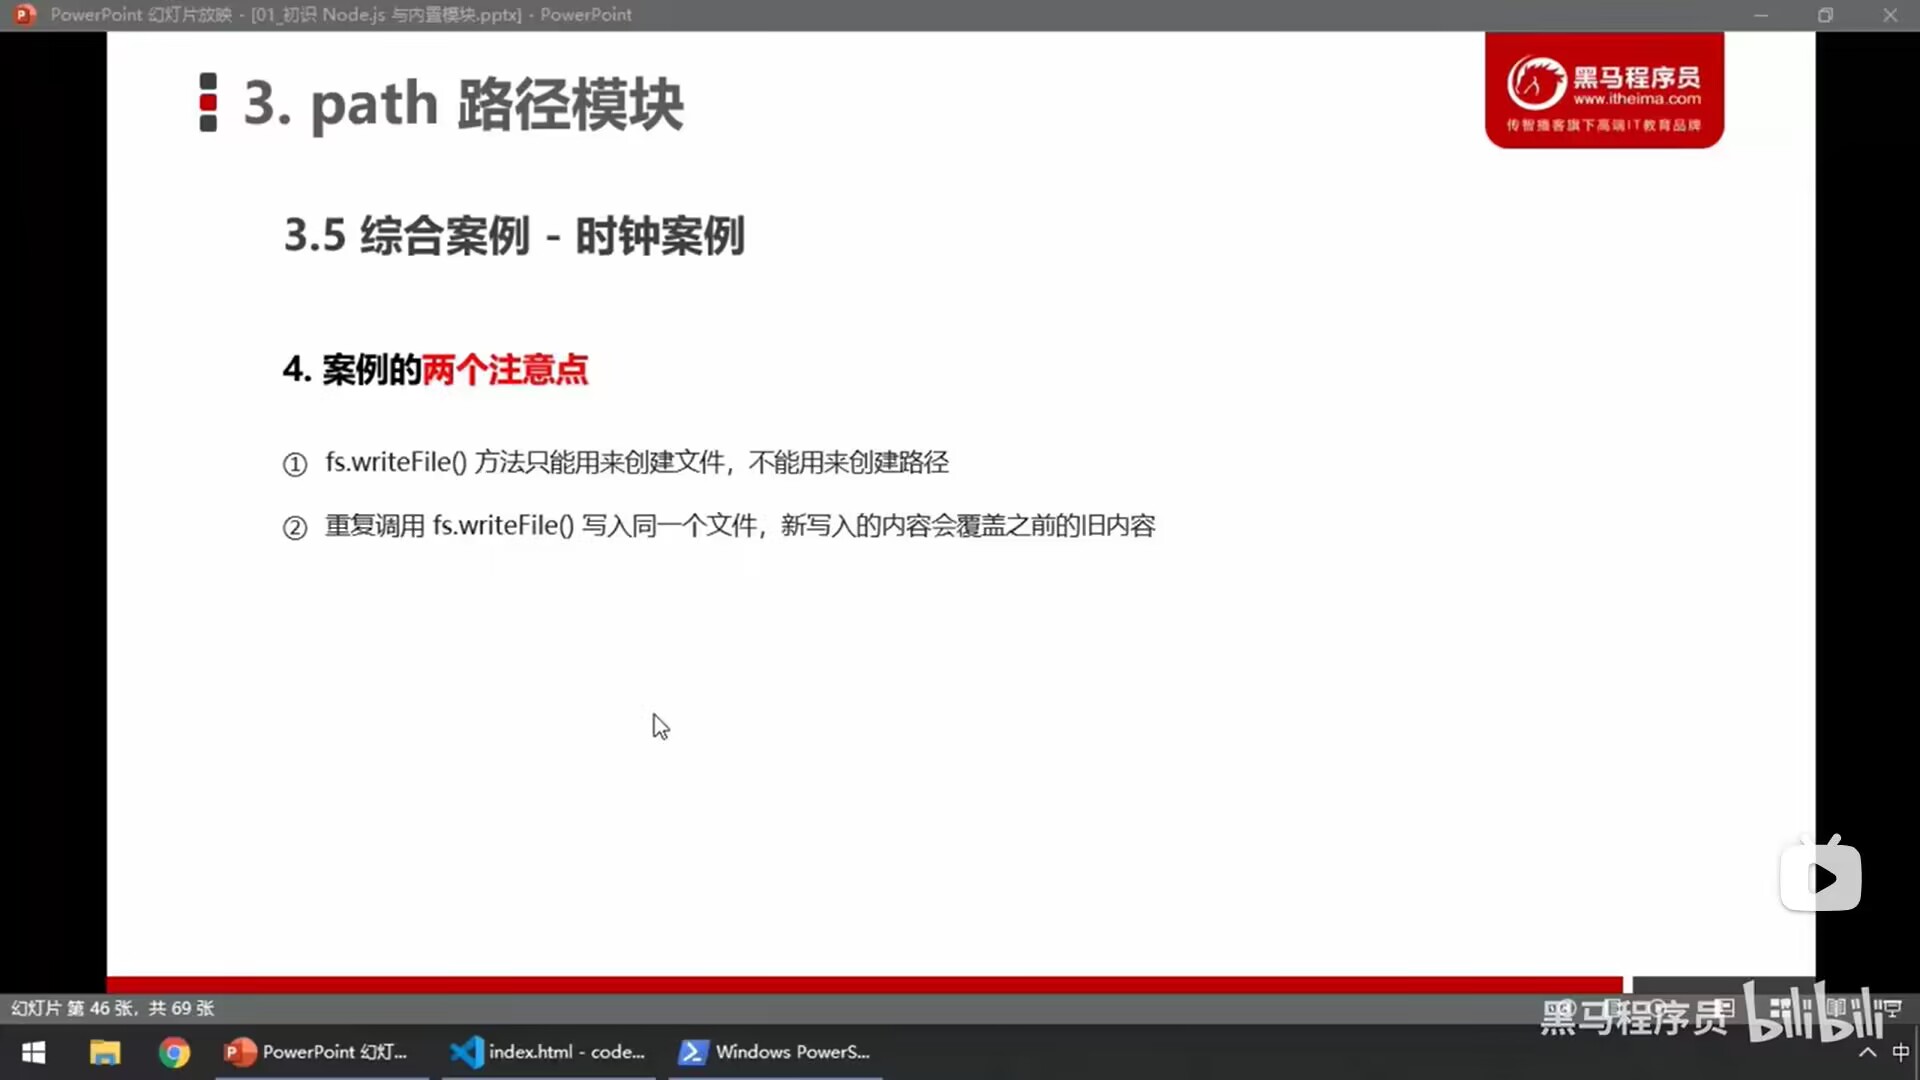 PowerPoint 幻灯片放映 - [01_初识 Node.js 与内置模块.pptx] - PowerPoint
3. path 路径模块
黑马程序员
www.itheima.com
传智播客旗下高端IT教育品牌
3.5 综合案例 - 时钟案例
4. 案例的两个注意点
① fs.writeFile() 方法只能用来创建文件，不能用来创建路径
② 重复调用 fs.writeFile() 写入同一个文件，新写入的内容会覆盖之前的旧内容
幻灯片 第 46 张，共 69 张
黑马程序员 bilibili
PowerPoint 幻灯...
index.html - code...
Windows PowerS...
中